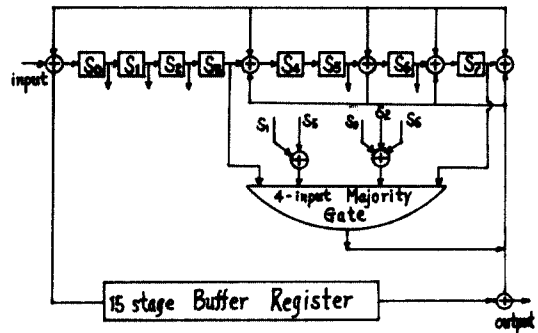 input
S0 S1 S2 S3 S4 S5 S6 S7
S1 S5 S0 S2 S6
4-input Majority
Gate
15 stage Buffer Register
output